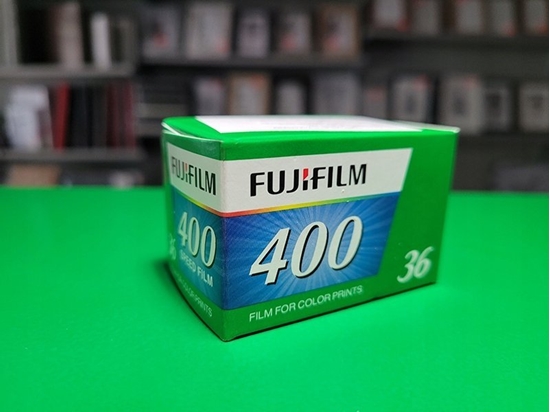 FUJIFILM
400
SPEED FILM
36
FUJIFILM
400
FILM FOR COLOR PRINTS
36